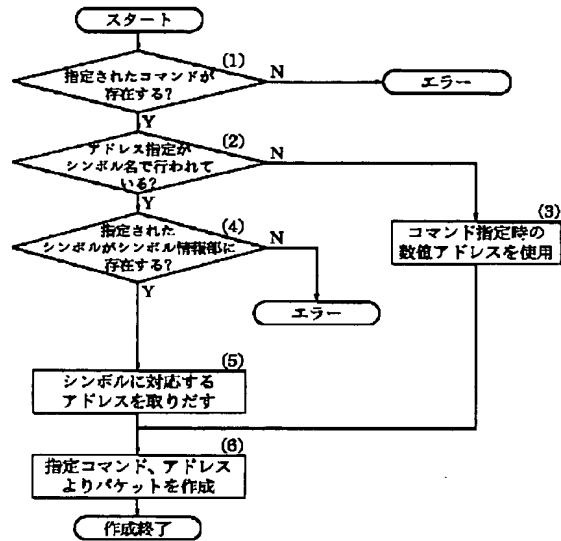 スタート
(1)
指定されたコマンドが
存在する?
N
エラー
Y
(2)
アドレス指定が
シンボル名で行われて
いる?
N
Y
(3)
コマンド指定時の
数値アドレスを使用
(4)
指定された
シンボルがシンボル情報部に
存在する?
N
Y
エラー
(5)
シンボルに対応する
アドレスを取りだす
(6)
指定コマンド、アドレス
よりパケットを作成
作成終了